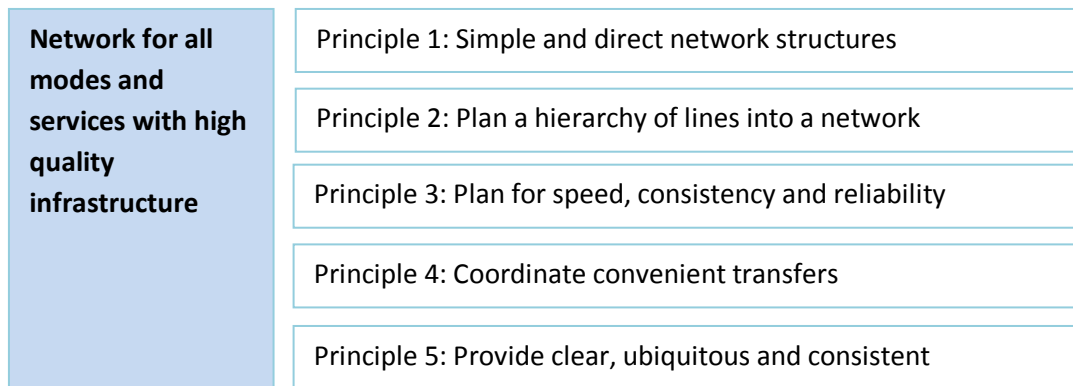 Network for all
modes and
services with high
quality
infrastructure
Principle 1: Simple and direct network structures
Principle 2: Plan a hierarchy of lines into a network
Principle 3: Plan for speed, consistency and reliability
Principle 4: Coordinate convenient transfers
Principle 5: Provide clear, ubiquitous and consistent